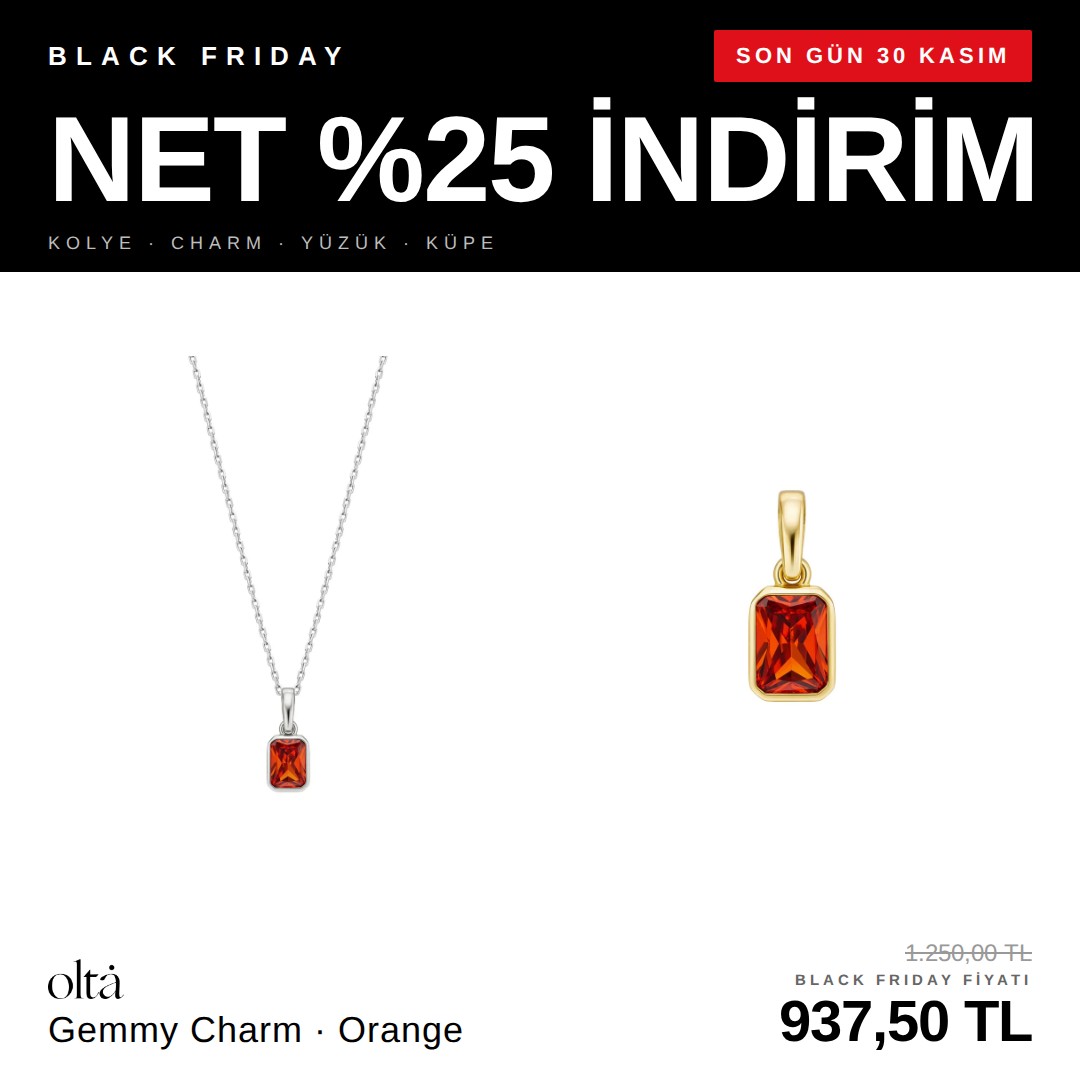 BLACK FRIDAY
SON GÜN 30 KASIM
NET %25 İNDİRİM
KOLYE · CHARM · YÜZÜK · KÜPE
1.250,00 TL
BLACK FRIDAY FİYATI
937,50 TL
olta
Gemmy Charm · Orange